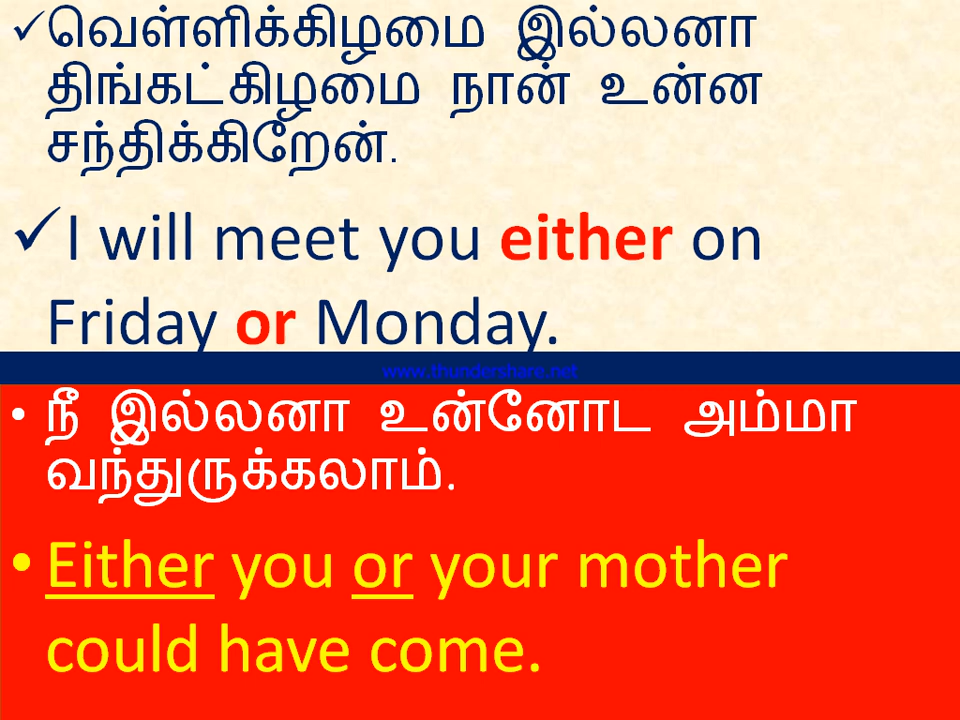 ✓வெள்ளிக்கிழமை இல்லனா
திங்கட்கிழமை நான் உன்ன
சந்திக்கிறேன்.
✓I will meet you either on
Friday or Monday.
www.thundershare.net
• நீ இல்லனா உன்னோட அம்மா
வந்துருக்கலாம்.
• Either you or your mother
could have come.